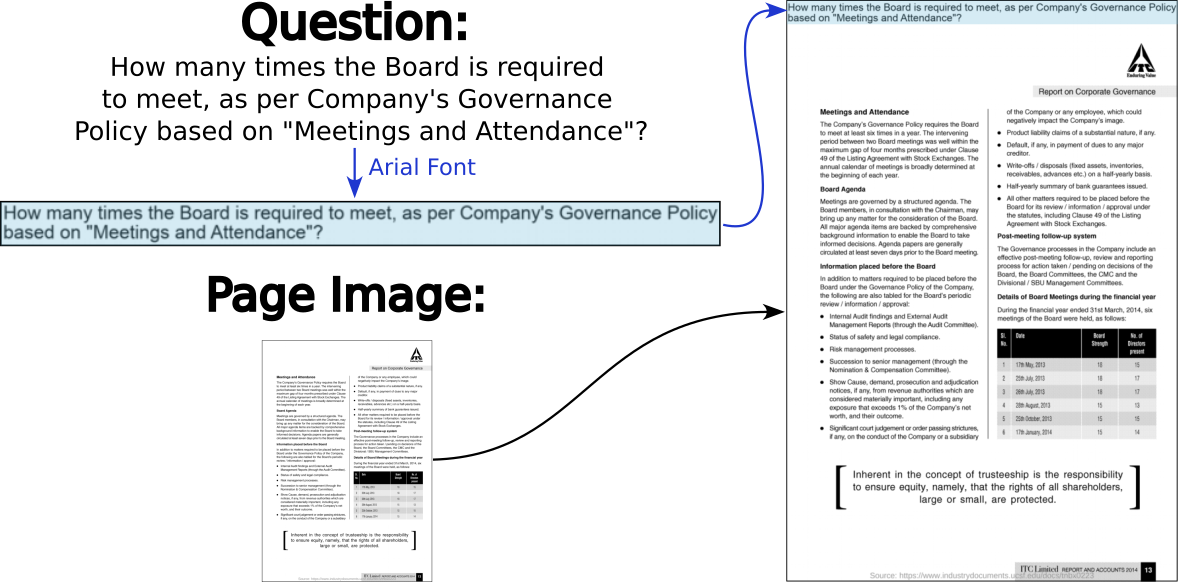 Question:
How many times the Board is required
to meet, as per Company's Governance
Policy based on "Meetings and Attendance"?
Arial Font
How many times the Board is required to meet, as per Company's Governance Policy
based on "Meetings and Attendance"?
Page Image:
How many times the Board is required to meet, as per Company's Governance Policy
based on "Meetings and Attendance"?
ITC
Enduring Value
Report on Corporate Governance
Meetings and Attendance
The Company's Governance Policy requires the Board
to meet at least six times in a year. The intervening
period between two Board meetings was well within the
maximum gap of four months prescribed under Clause
49 of the Listing Agreement with Stock Exchanges. The
annual calendar of meetings is broadly determined at
the beginning of each year.
Board Agenda
Meetings are governed by a structured agenda. The
Board members, in consultation with the Chairman, may
bring up any matter for the consideration of the Board.
All major agenda items are backed by comprehensive
background information to enable the Board to take
informed decisions. Agenda papers are generally
circulated at least seven days prior to the Board meeting.
Information placed before the Board
In addition to matters required to be placed before the
Board under the Governance Policy of the Company,
the following are also tabled for the Board's periodic
review / information / approval:
• Internal Audit findings and External Audit
Management Reports (through the Audit Committee).
• Status of safety and legal compliance.
• Risk management processes.
• Succession to senior management (through the
Nomination & Compensation Committee).
• Show Cause, demand, prosecution and adjudication
notices, if any, from revenue authorities which are
considered materially important, including any
exposure that exceeds 1% of the Company's net
worth, and their outcome.
• Significant court judgement or order passing strictures,
if any, on the conduct of the Company or a subsidiary
of the Company or any employee, which could
negatively impact the Company's image.
• Product liability claims of a substantial nature, if any.
• Default, if any, in payment of dues to any major
creditor.
• Write-offs / disposals (fixed assets, inventories,
receivables, advances etc.) on a half-yearly basis.
• Half-yearly summary of bank guarantees issued.
• All other matters required to be placed before the
Board for its review / information / approval under
the statutes, including Clause 49 of the Listing
Agreement with Stock Exchanges.
Post-meeting follow-up system
The Governance processes in the Company include an
effective post-meeting follow-up, review and reporting
process for action taken / pending on decisions of the
Board, the Board Committees, the CMC and the
Divisional / SBU Management Committees.
Details of Board Meetings during the financial year
During the financial year ended 31st March, 2014, six
meetings of the Board were held, as follows:
Sl. No. Date Board Strength No. of Directors present
1 17th May, 2013 18 15
2 25th July, 2013 18 17
3 26th July, 2013 18 17
4 28th August, 2013 15 13
5 25th October, 2013 15 15
6 17th January, 2014 15 14
Inherent in the concept of trusteeship is the responsibility
to ensure equity, namely, that the rights of all shareholders,
large or small, are protected.
ITC Limited REPORT AND ACCOUNTS 2014 13